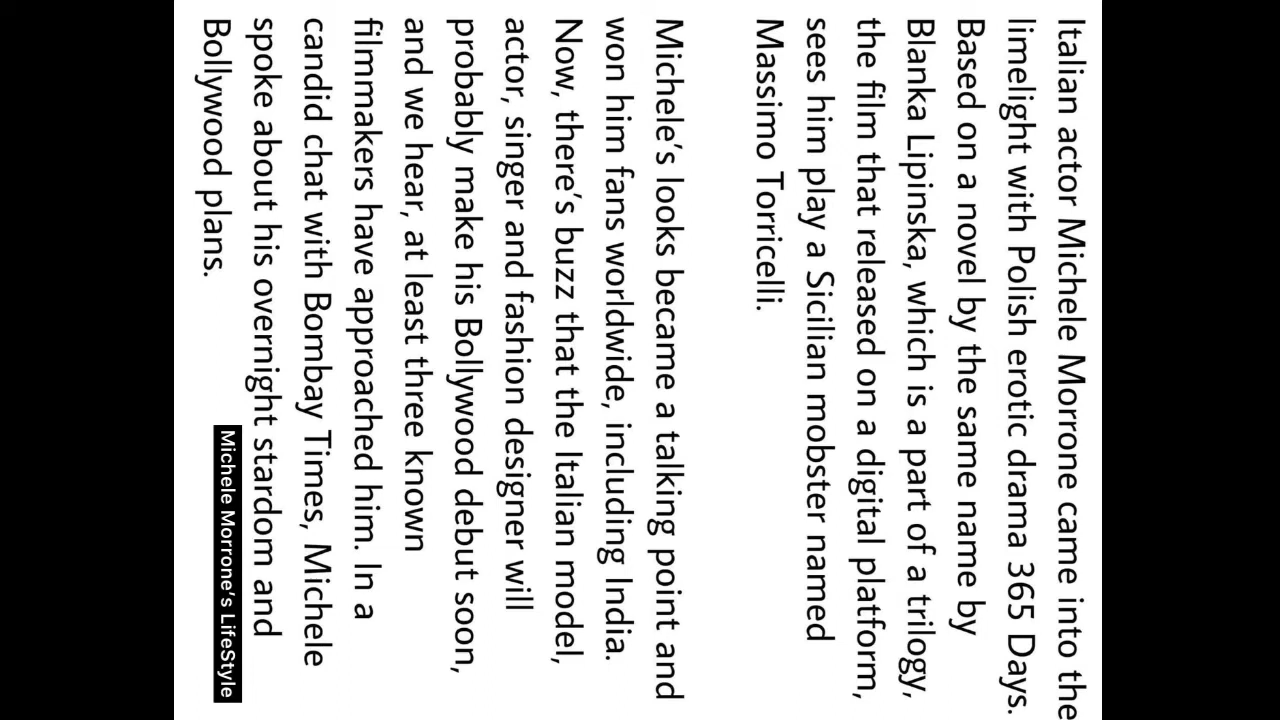 Italian actor Michele Morrone came into the
limelight with Polish erotic drama 365 Days.
Based on a novel by the same name by
Blanka Lipinska, which is a part of a trilogy,
the film that released on a digital platform,
sees him play a Sicilian mobster named
Massimo Torricelli.
Michele's looks became a talking point and
won him fans worldwide, including India.
Now, there's buzz that the Italian model,
actor, singer and fashion designer will
probably make his Bollywood debut soon,
and we hear, at least three known
filmmakers have approached him. In a
candid chat with Bombay Times, Michele
spoke about his overnight stardom and
Bollywood plans.
Michele Morrone's LifeStyle